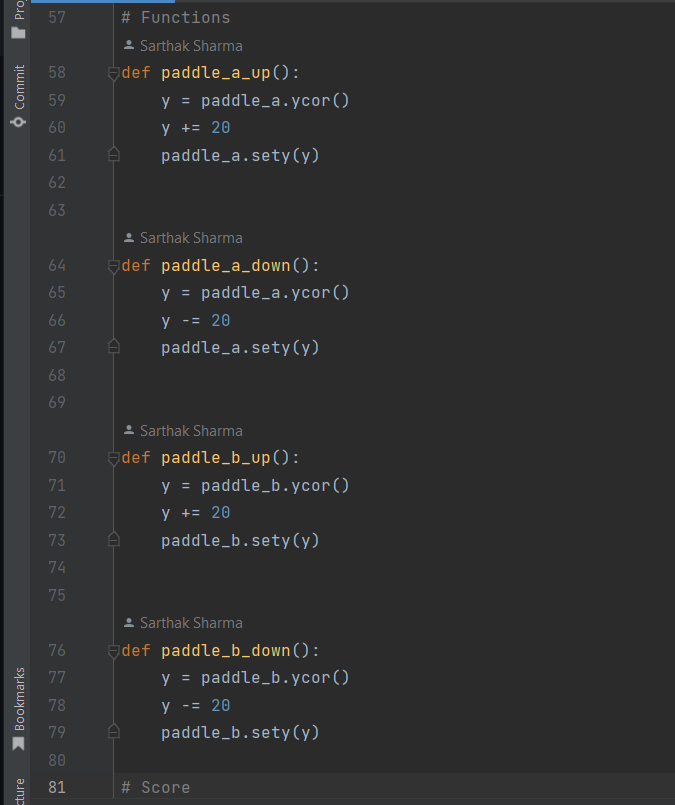 Pro
Commit
Bookmarks
cture
57 # Functions
Sarthak Sharma
58 def paddle_a_up():
59     y = paddle_a.ycor()
60     y += 20
61     paddle_a.sety(y)
62
63
Sarthak Sharma
64 def paddle_a_down():
65     y = paddle_a.ycor()
66     y -= 20
67     paddle_a.sety(y)
68
69
Sarthak Sharma
70 def paddle_b_up():
71     y = paddle_b.ycor()
72     y += 20
73     paddle_b.sety(y)
74
75
Sarthak Sharma
76 def paddle_b_down():
77     y = paddle_b.ycor()
78     y -= 20
79     paddle_b.sety(y)
80
81 # Score